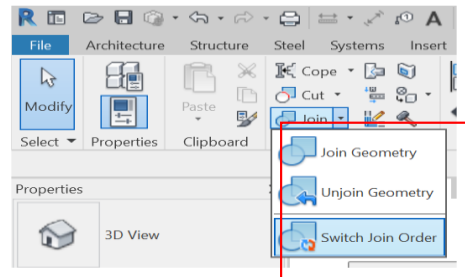 R A
File Architecture Structure Steel Systems Insert
Modify
Paste
Cope
Cut
Join
Select Properties Clipboard
Join Geometry
Unjoin Geometry
Switch Join Order
Properties
3D View